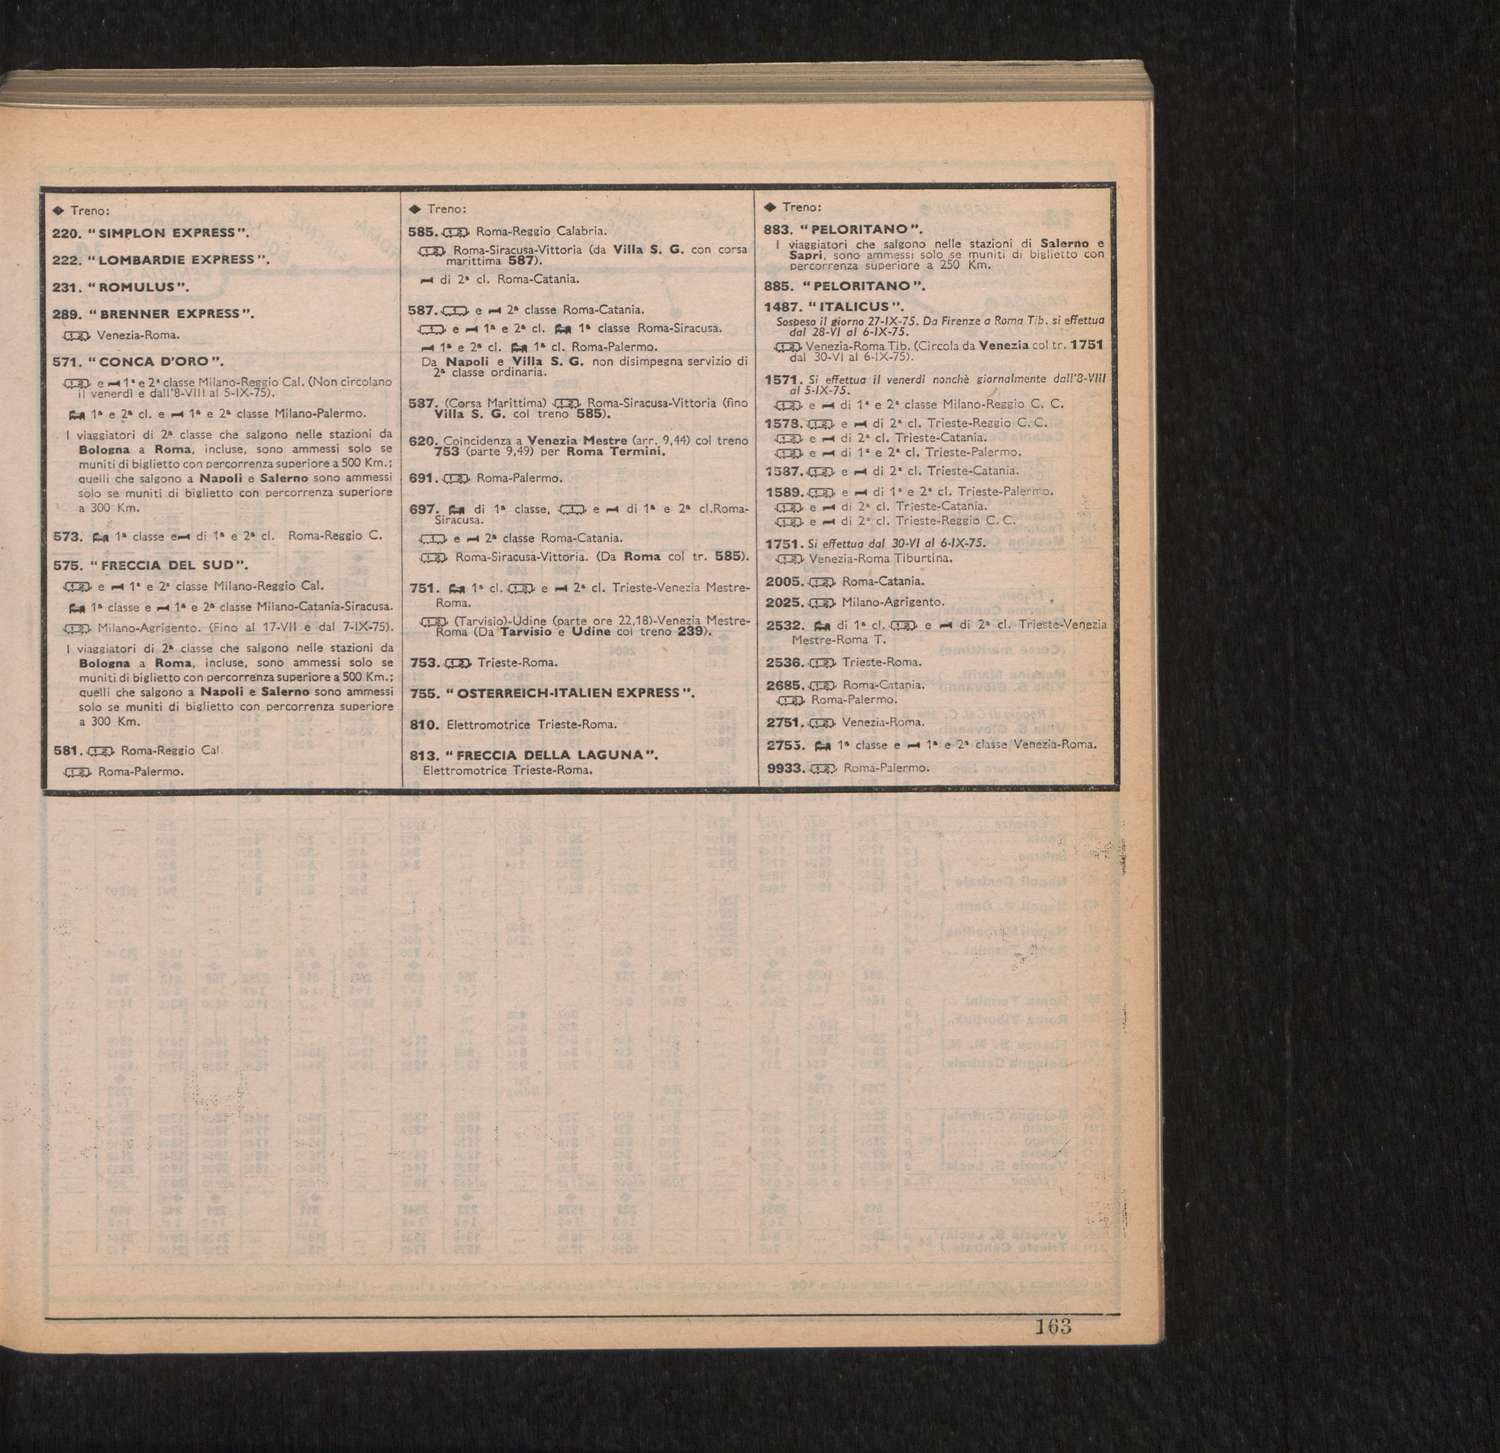 ◆ Treno:
220. "SIMPLON EXPRESS".
222. "LOMBARDIE EXPRESS".
231. "ROMULUS".
289. "BRENNER EXPRESS".
Venezia-Roma.
571. "CONCA D'ORO".
e 1ª e 2ª classe Milano-Reggio Cal. (Non circolano
il venerdì e dall'8-VIII al 5-IX-75).
1ª e 2ª cl. e 1ª e 2ª classe Milano-Palermo.
I viaggiatori di 2ª classe che salgono nelle stazioni da
Bologna a Roma, incluse, sono ammessi solo se
muniti di biglietto con percorrenza superiore a 500 Km.;
quelli che salgono a Napoli e Salerno sono ammessi
solo se muniti di biglietto con percorrenza superiore
a 300 Km.
573. 1ª classe e di 1ª e 2ª cl. Roma-Reggio C.
575. "FRECCIA DEL SUD".
e 1ª e 2ª classe Milano-Reggio Cal.
1ª classe e 1ª e 2ª classe Milano-Catania-Siracusa.
Milano-Agrigento. (Fino al 17-VII e dal 7-IX-75).
I viaggiatori di 2ª classe che salgono nelle stazioni da
Bologna a Roma, incluse, sono ammessi solo se
muniti di biglietto con percorrenza superiore a 500 Km.;
quelli che salgono a Napoli e Salerno sono ammessi
solo se muniti di biglietto con percorrenza superiore
a 300 Km.
581. Roma-Reggio Cal.
Roma-Palermo.
◆ Treno:
585. Roma-Reggio Calabria.
Roma-Siracusa-Vittoria (da Villa S. G. con corsa
marittima 587).
di 2ª cl. Roma-Catania.
587. e 2ª classe Roma-Catania.
e 1ª e 2ª cl. 1ª classe Roma-Siracusa.
1ª e 2ª cl. 1ª cl. Roma-Palermo.
Da Napoli e Villa S. G. non disimpegna servizio di
2ª classe ordinaria.
587. (Corsa Marittima) Roma-Siracusa-Vittoria (fino
Villa S. G. col treno 585).
620. Coincidenza a Venezia Mestre (arr. 9,44) col treno
753 (parte 9,49) per Roma Termini.
691. Roma-Palermo.
697. di 1ª classe, e di 1ª e 2ª cl.Roma-
Siracusa.
e 2ª classe Roma-Catania.
Roma-Siracusa-Vittoria. (Da Roma col tr. 585).
751. 1ª cl. e 2ª cl. Trieste-Venezia Mestre-
Roma.
(Tarvisio)-Udine (parte ore 22,18)-Venezia Mestre-
Roma (Da Tarvisio e Udine col treno 239).
753. Trieste-Roma.
755. "OSTERREICH-ITALIEN EXPRESS".
810. Elettromotrice Trieste-Roma.
813. "FRECCIA DELLA LAGUNA".
Elettromotrice Trieste-Roma.
◆ Treno:
883. "PELORITANO".
I viaggiatori che salgono nelle stazioni di Salerno e
Sapri, sono ammessi solo se muniti di biglietto con
percorrenza superiore a 250 Km.
885. "PELORITANO".
1487. "ITALICUS".
Sospeso il giorno 27-IX-75. Da Firenze a Roma Tib. si effettua
dal 28-VI al 6-IX-75.
Venezia-Roma Tib. (Circola da Venezia col tr. 1751
dal 30-VI al 6-IX-75).
1571. Si effettua il venerdì nonchè giornalmente dall'8-VIII
al 5-IX-75.
e di 1ª e 2ª classe Milano-Reggio C. C.
1578. e di 2ª cl. Trieste-Reggio C. C.
e di 2ª cl. Trieste-Catania.
e di 1ª e 2ª cl. Trieste-Palermo.
1587. e di 2ª cl. Trieste-Catania.
1589. e di 1ª e 2ª cl. Trieste-Palermo.
e di 2ª cl. Trieste-Catania.
e di 2ª cl. Trieste-Reggio C. C.
1751. Si effettua dal 30-VI al 6-IX-75.
Venezia-Roma Tiburtina.
2005. Roma-Catania.
2025. Milano-Agrigento.
2532. di 1ª cl. e di 2ª cl. Trieste-Venezia
Mestre-Roma T.
2536. Trieste-Roma.
2685. Roma-Catania.
Roma-Palermo.
2751. Venezia-Roma.
2753. 1ª classe e 1ª e 2ª classe Venezia-Roma.
9933. Roma-Palermo.
163